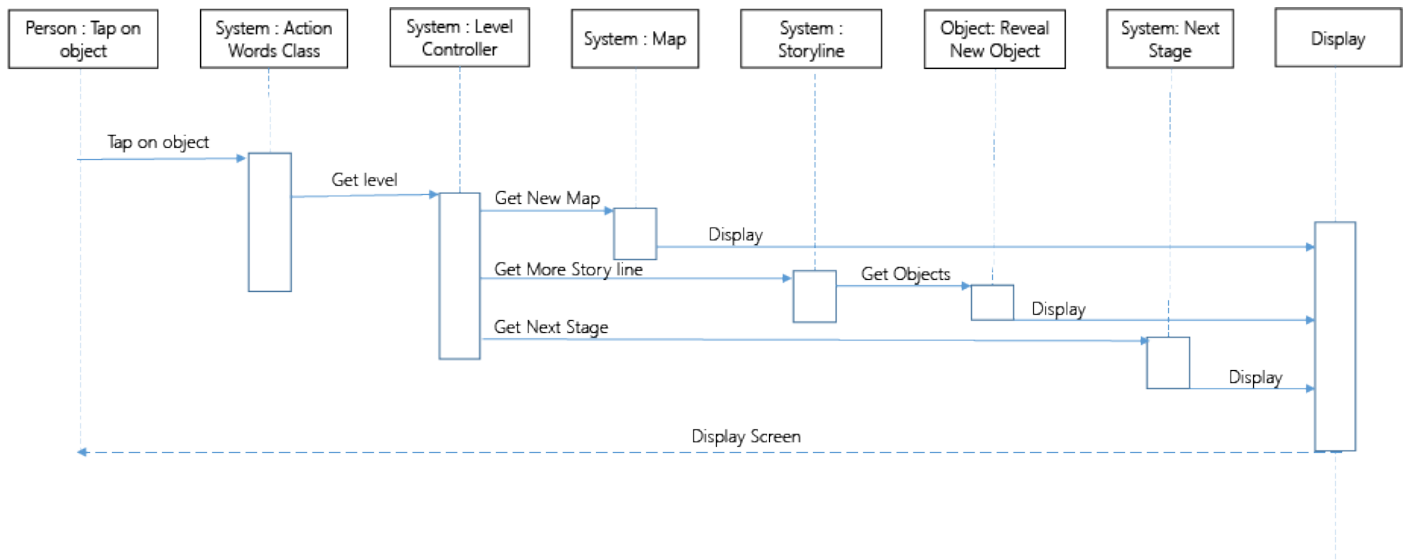 Person : Tap on
object
System : Action
Words Class
System : Level
Controller
System : Map
System :
Storyline
Object: Reveal
New Object
System: Next
Stage
Display
Tap on object
Get level
Get New Map
Display
Get More Story line
Get Objects
Display
Get Next Stage
Display
Display Screen